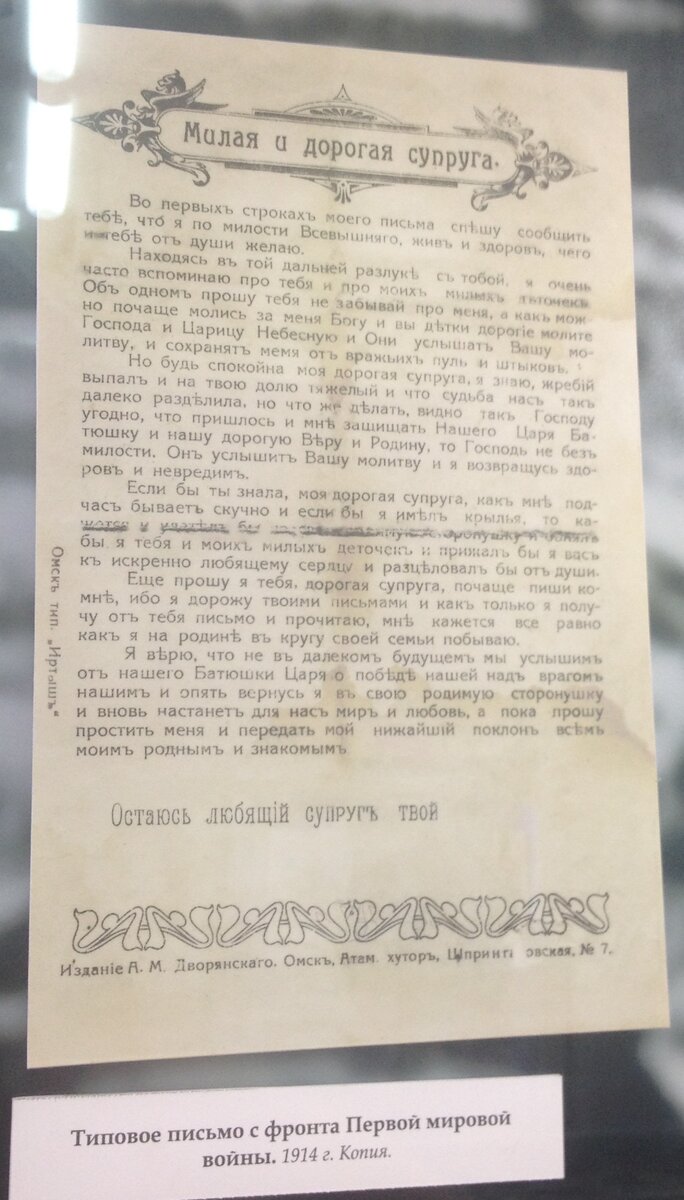 Милая и дорогая супруга.
Во первыхъ строкахъ моего письма спѣшу сообщить
тебѣ, что я по милости Всевышняго, живъ и здоровъ, чего
и тебѣ отъ души желаю.
Находясь въ той дальней разлукѣ съ тобой, я очень
часто вспоминаю про тебя и про моихъ милыхъ
Объ одномъ прошу тебя не забывай про меня, а какъ мож
но почаще молись за меня Богу и вы дѣтки дорогіе молите
Господа и Царицу Небесную и Они услышатъ Вашу мо-
литву, и сохранятъ мемя отъ вражьихъ пуль и штыковъ.
Но будь спокойна моя дорогая супруга, я знаю, жребій
выпалъ и на твою долю тяжелый и что судьба насъ такъ
далеко раздѣлила, но что же дѣлать, видно такъ Господу
угодно, что пришлось и мнѣ защищать Нашего Царя Ба-
тюшку и нашу дорогую Вѣру и Родину, то Господь не безъ
милости. Онъ услышитъ Вашу молитву и я возвращусь здо-
ровъ и невредимъ.
Если бы ты знала, моя дорогая супруга, какъ мнѣ под-
часъ бываетъ скучно и если бы я имѣлъ крылья, то ка-
бы я тебя и моихъ милыхъ деточекъ и прижалъ бы я васъ
къ искренно любящему сердцу и разцѣловалъ бы отъ души.
Еще прошу я тебя, дорогая супруга, почаще пиши ко-
мнѣ, ибо я дорожу твоими письмами и какъ только я полу-
чу отъ тебя письмо и прочитаю, мнѣ кажется все равно
какъ я на родинѣ въ кругу своей семьи побываю.
Я вѣрю, что не въ далекомъ будущемъ мы услышимъ
отъ нашего Батюшки Царя о побѣдѣ нашей надъ врагомъ
нашимъ и опять вернусь я въ свою родимую сторонушку
и вновь настанетъ для насъ миръ и любовь, а пока прошу
простить меня и передать мой нижайшій поклонъ всѣмъ
моимъ роднымъ и знакомымъ
Остаюсь любящій супругъ твой
Омскъ тип. „Иртышъ“
Изданіе А. М. Дворянскаго. Омскъ, Атам. хуторъ, № 7.
Типовое письмо с фронта Первой мировой
войны. 1914 г. Копия.